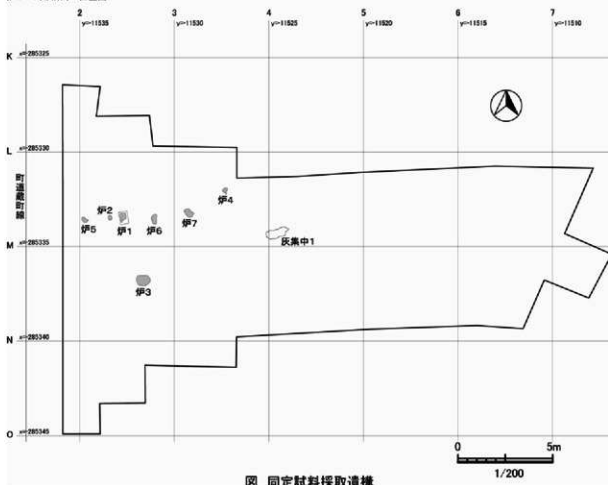 2 3 4 5 6 7
y=-11535 y=-11530 y=-11525 y=-11520 y=-11515 y=-11510
K x=-285325
L x=-285330
町道蔵町線
炉4
炉2 炉7
炉5 炉1 炉6
灰集中1
M x=-285335
炉3
N x=-285340
O x=-285345
0 5m
1/200
図 同定試料採取遺構